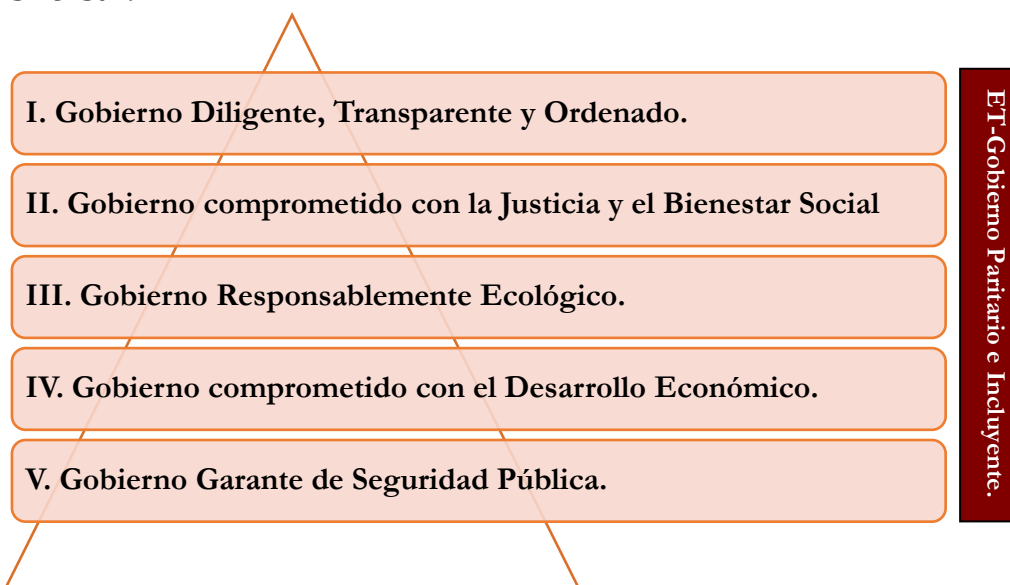 I. Gobierno Diligente, Transparente y Ordenado.
II. Gobierno comprometido con la Justicia y el Bienestar Social
III. Gobierno Responsablemente Ecológico.
IV. Gobierno comprometido con el Desarrollo Económico.
V. Gobierno Garante de Seguridad Pública.
ET-Gobierno Paritario e Incluyente.